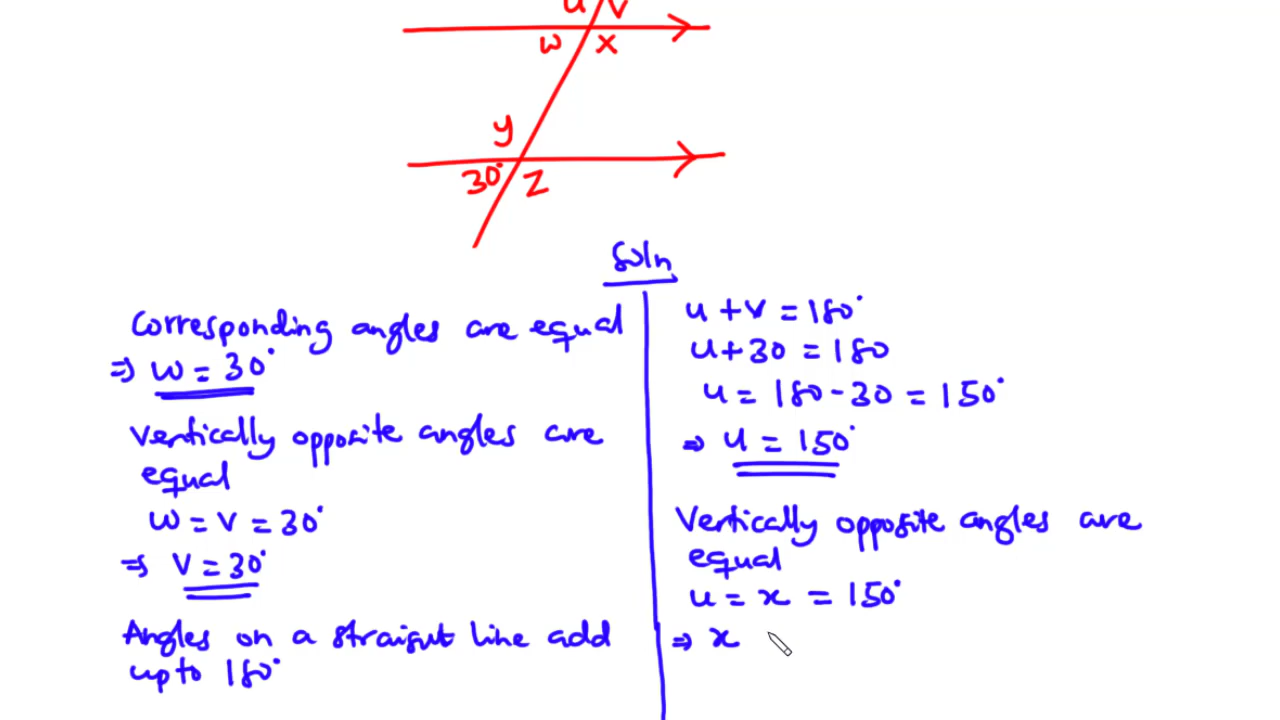 u v
w x
y
30° z
Soln
Corresponding angles are equal
⇒ w = 30°
Vertically opposite angles are
equal
w = v = 30°
⇒ v = 30°
Angles on a straight line add
up to 180°
u + v = 180°
u + 30 = 180
u = 180 - 30 = 150°
⇒ u = 150°
Vertically opposite angles are
equal
u = x = 150°
⇒ x